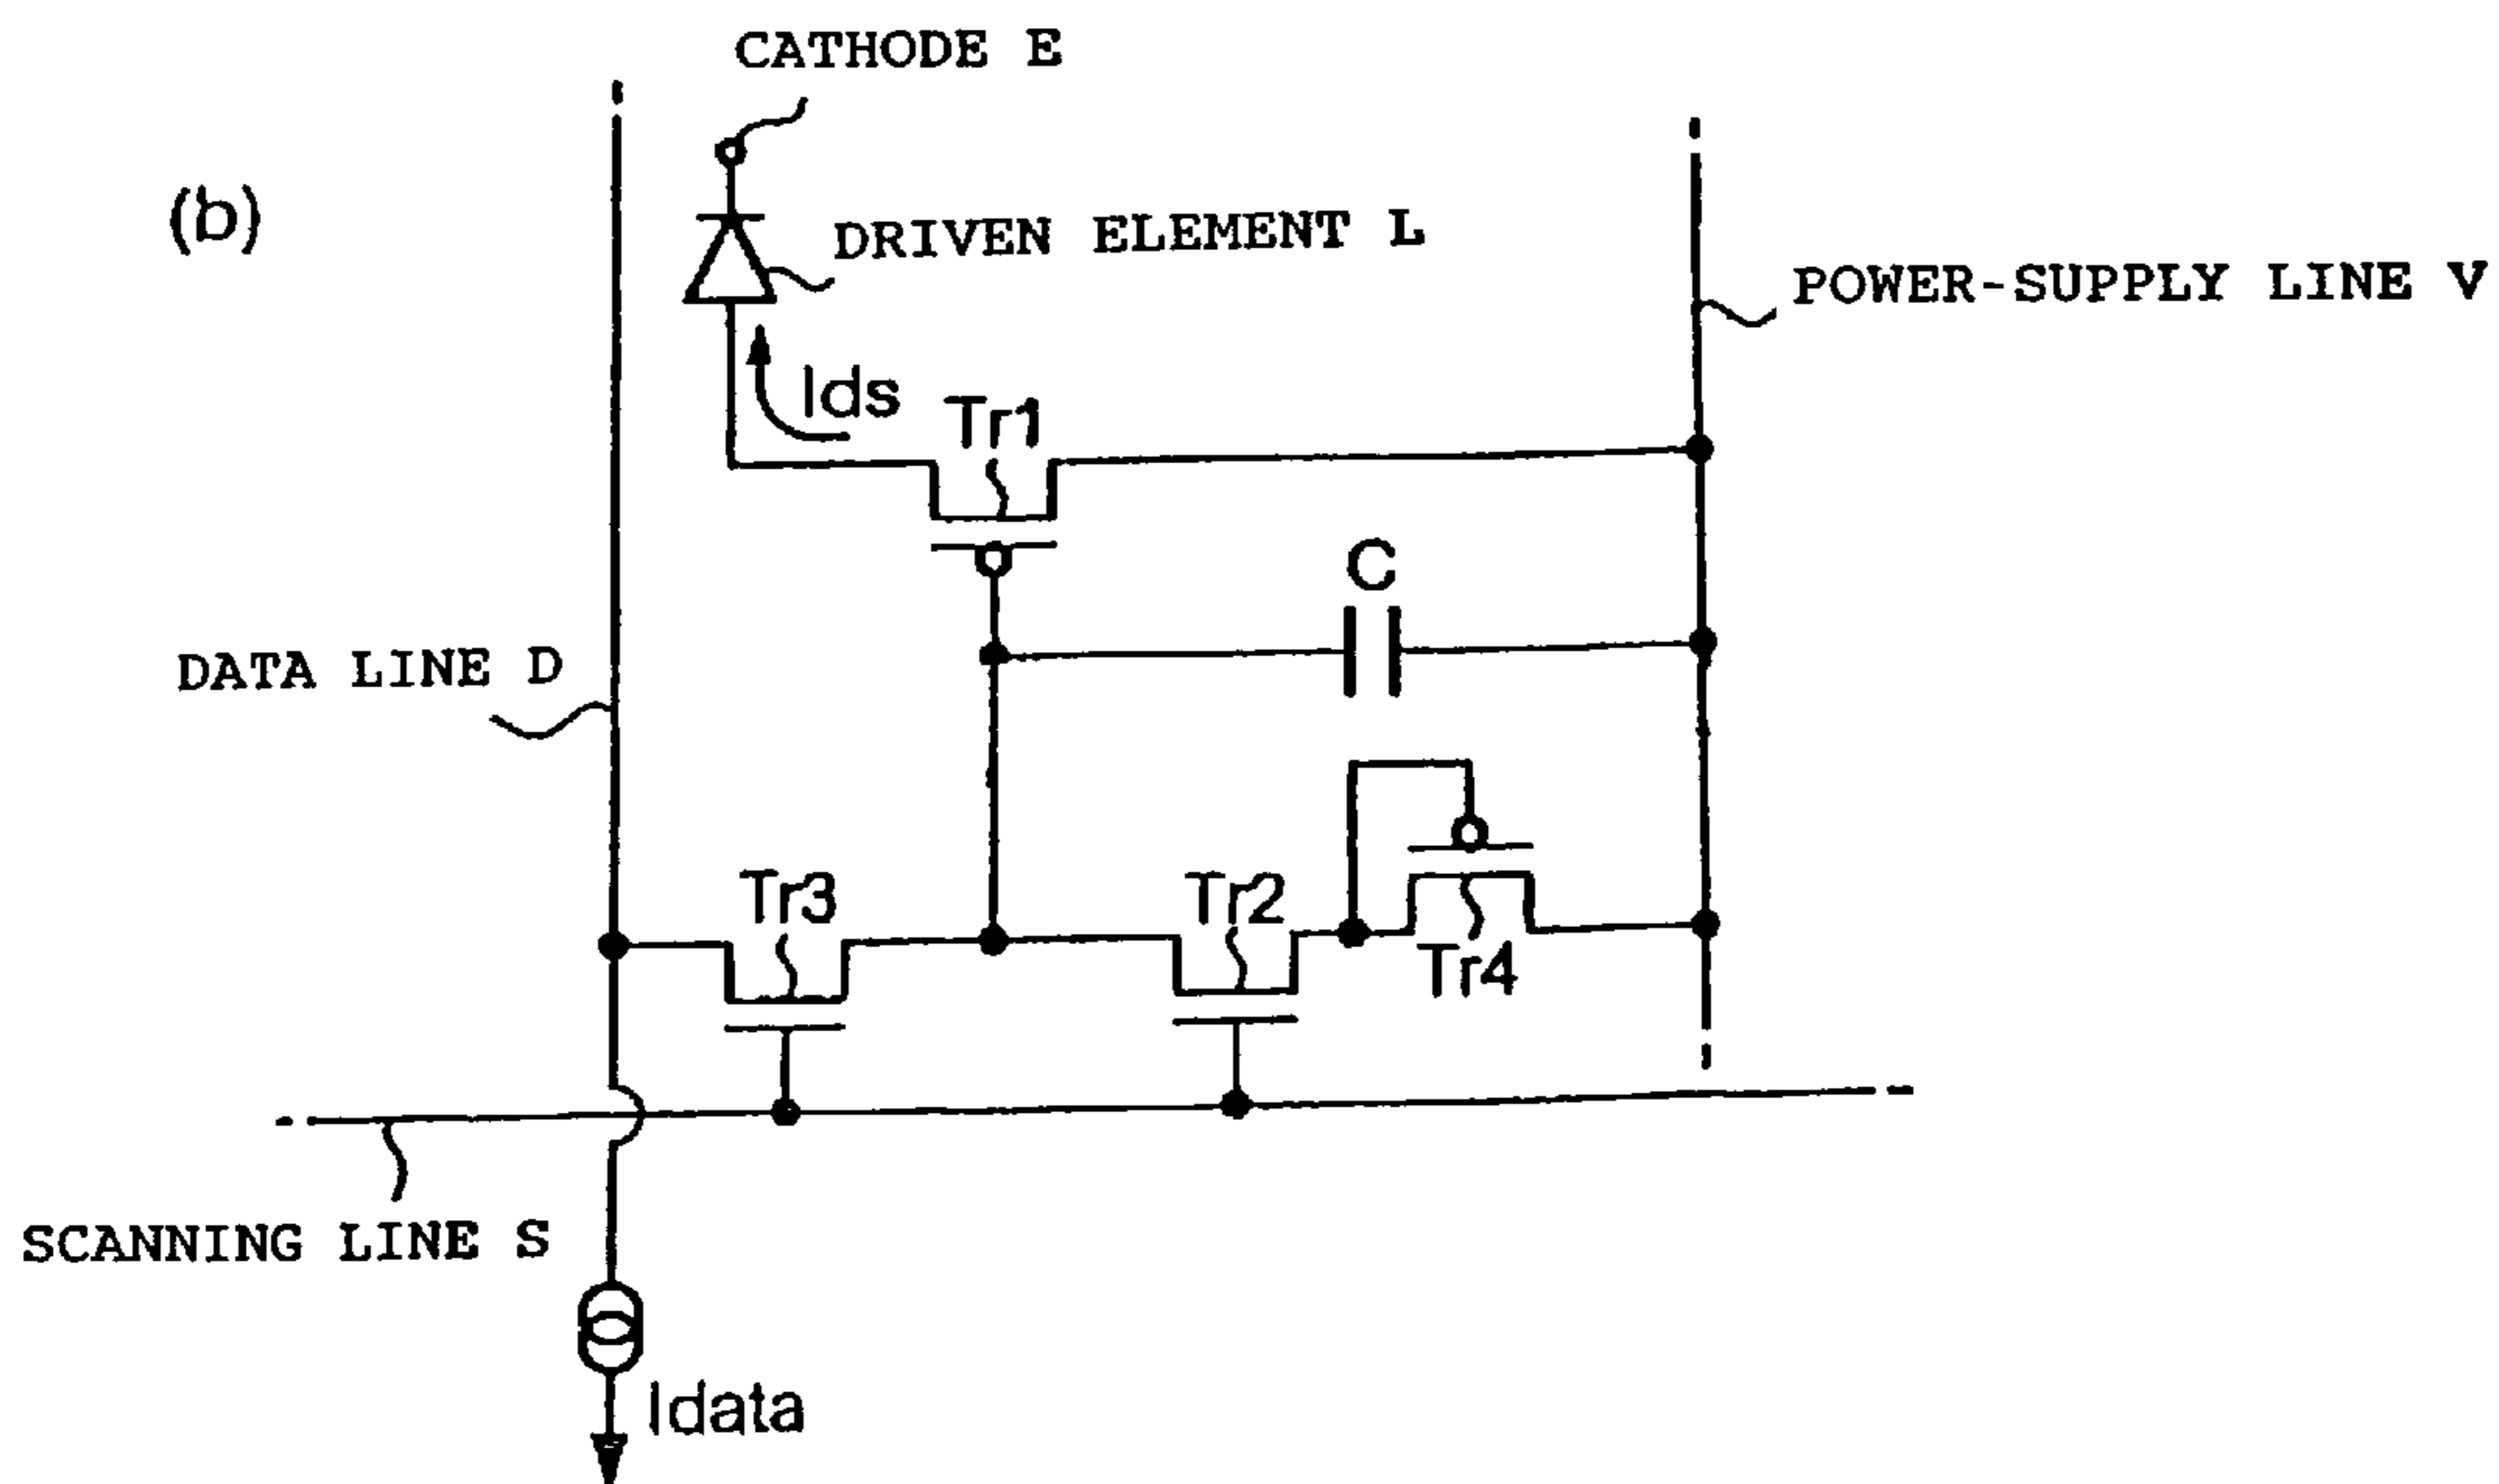 CATHODE E
(b)
DRIVEN ELEMENT L
POWER-SUPPLY LINE V
Ids
Tr1
C
DATA LINE D
Tr3
Tr2
Tr4
SCANNING LINE S
Idata